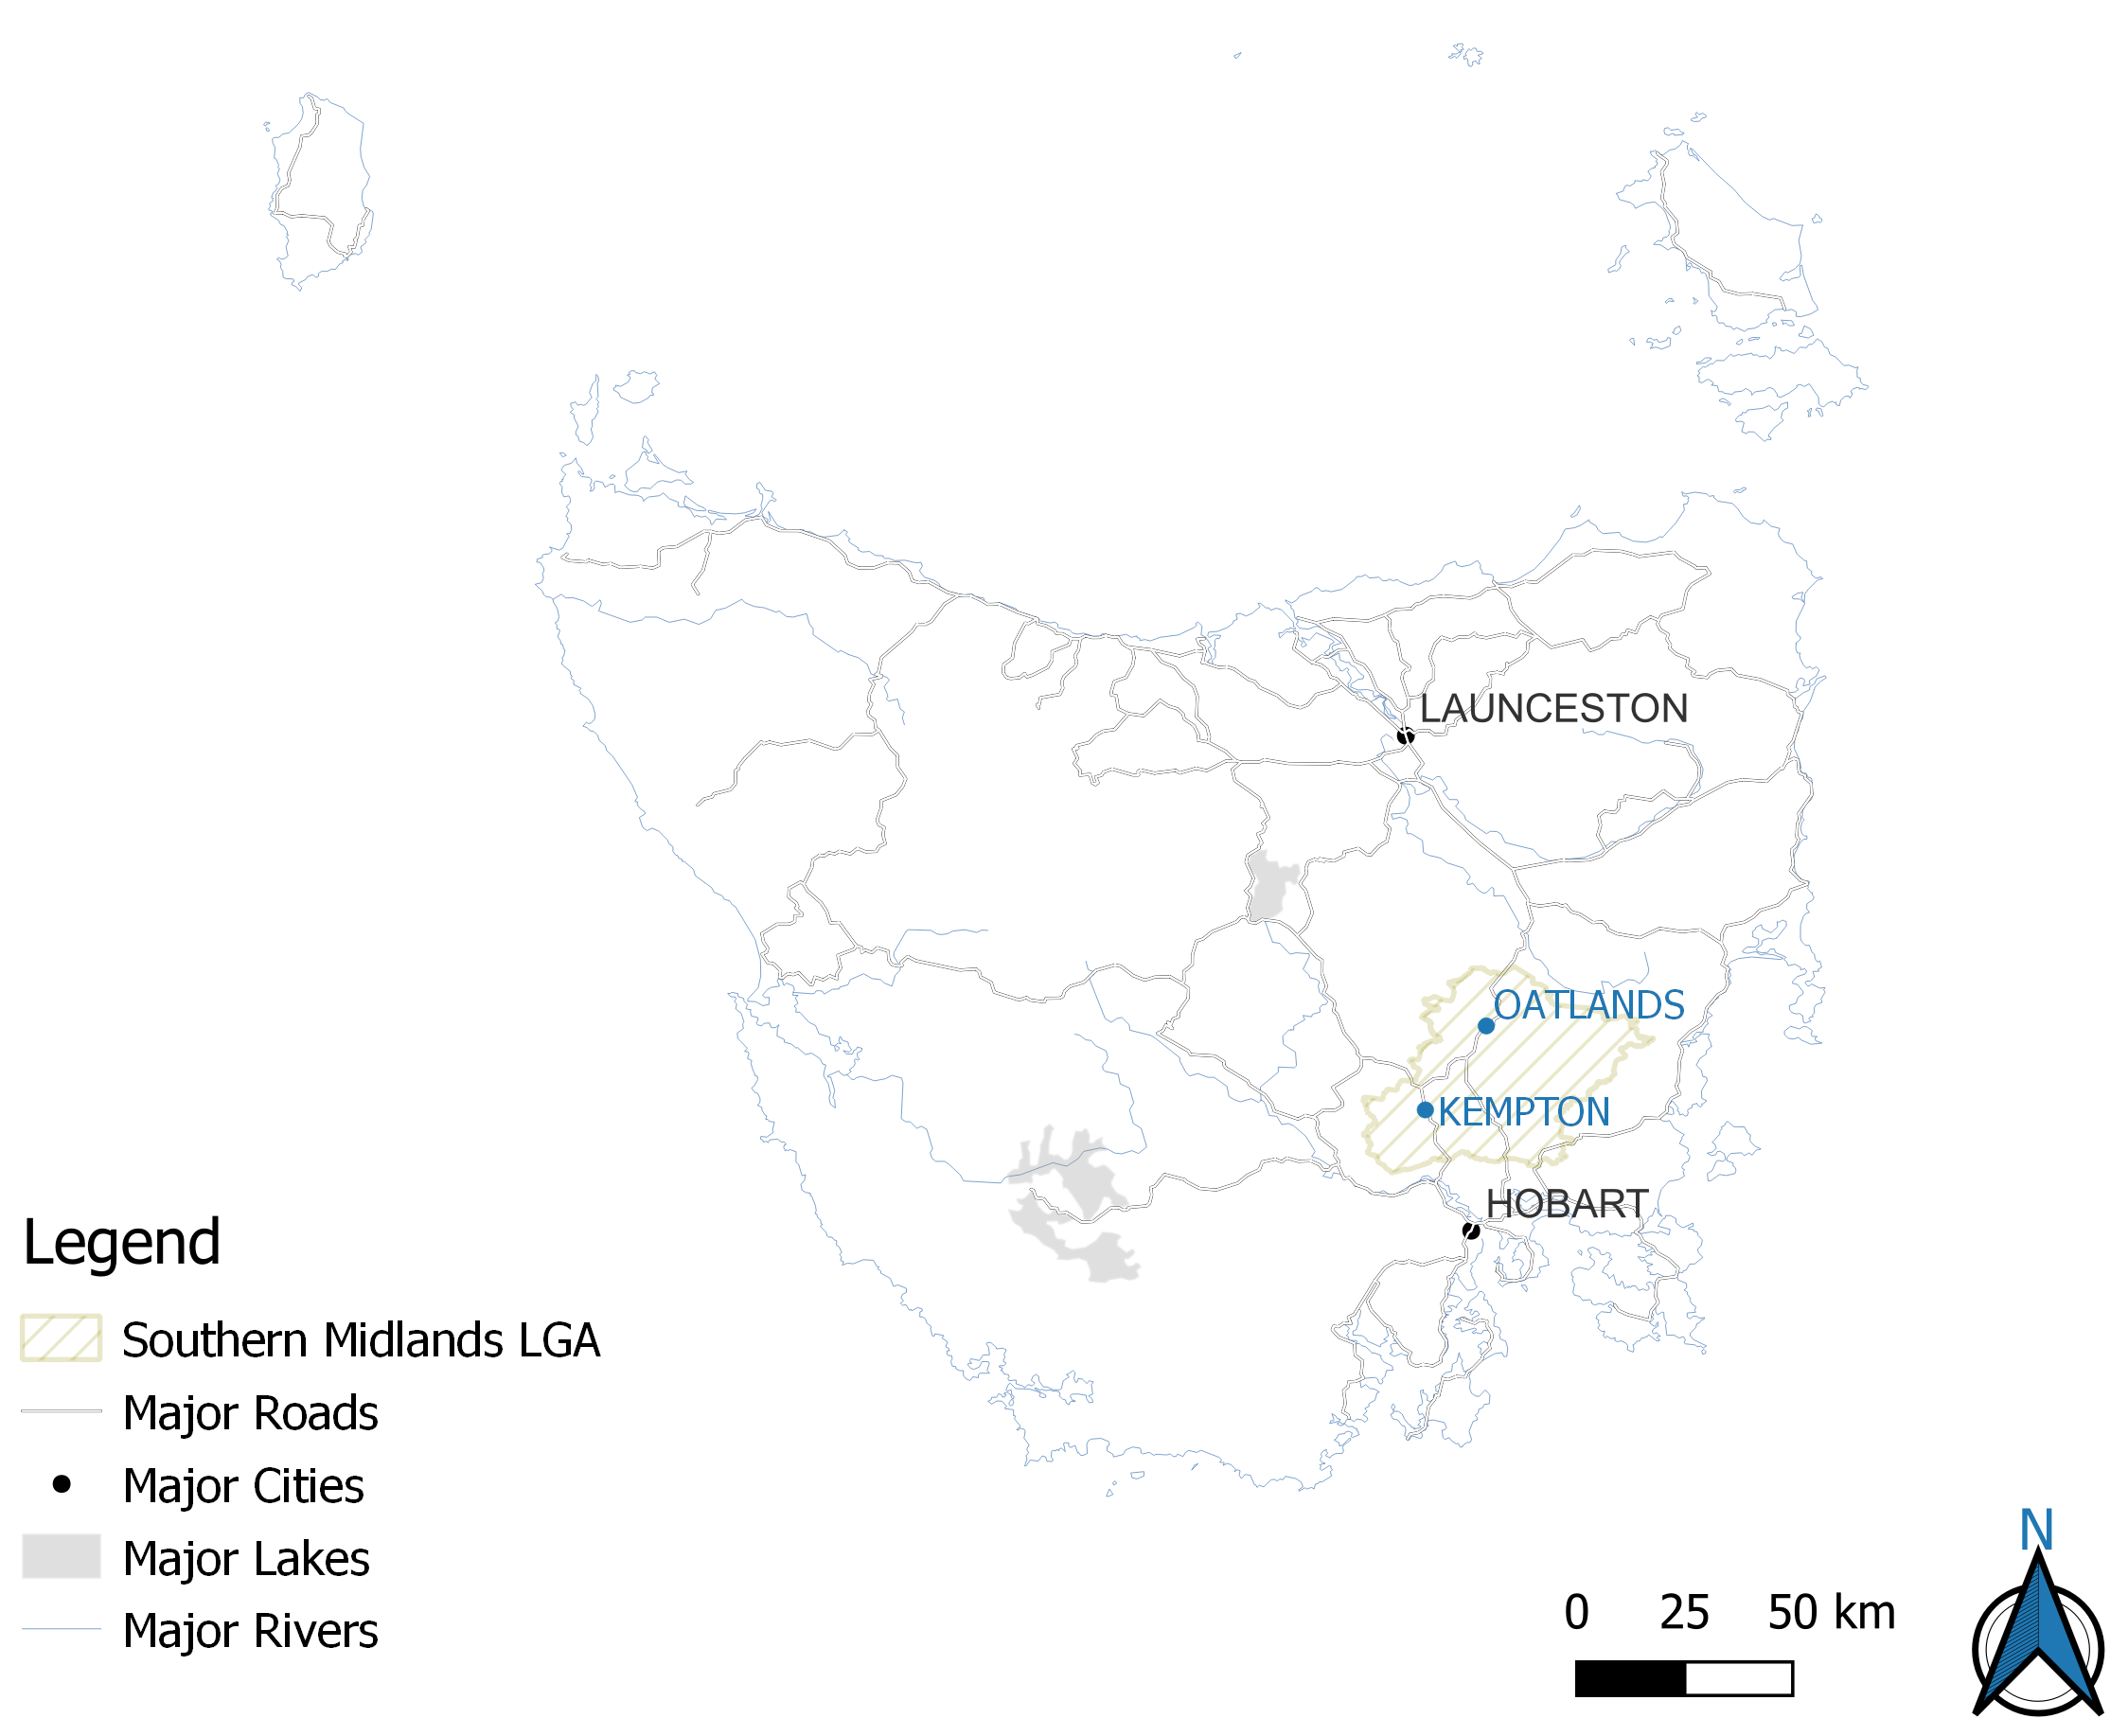 LAUNCESTON
OATLANDS
KEMPTON
HOBART
Legend
Southern Midlands LGA
Major Roads
Major Cities
Major Lakes
Major Rivers
N
0 25 50 km